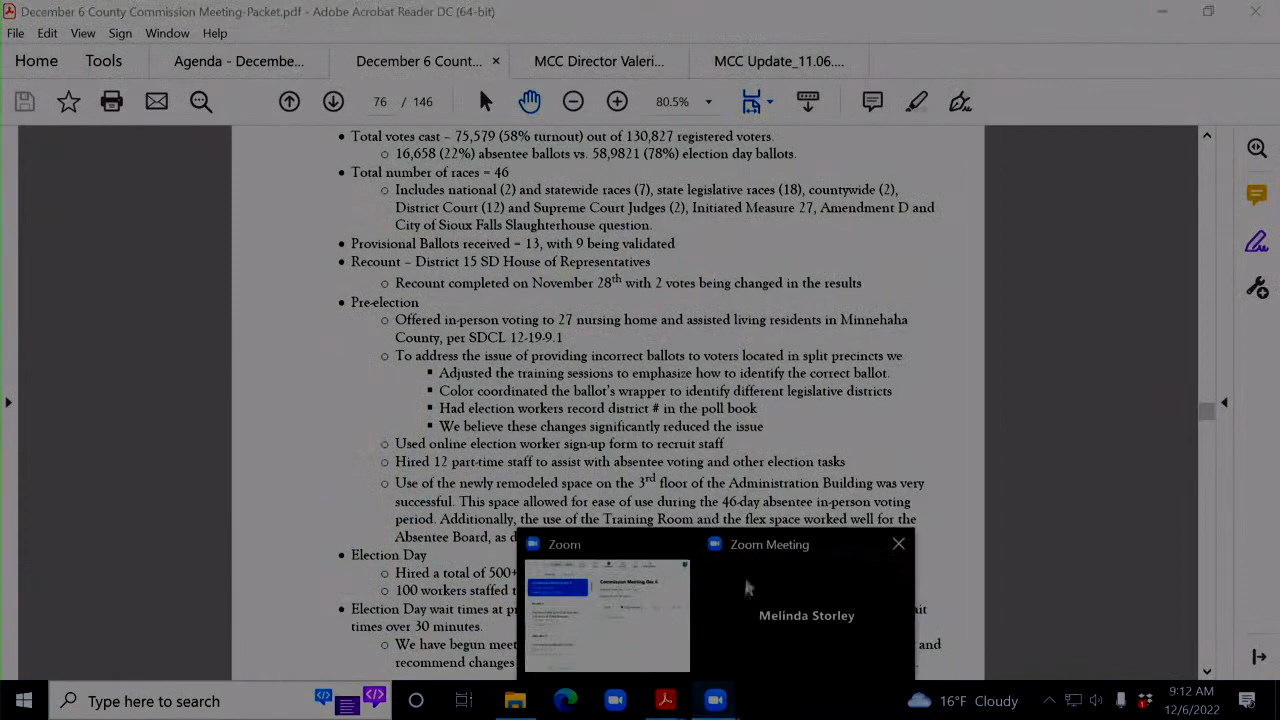 December 6 County Commission Meeting-Packet.pdf - Adobe Acrobat Reader DC (64-bit)
File Edit View Sign Window Help
Home Tools Agenda - Decembe... December 6 Count... × MCC Director Valeri... MCC Update_11.06....
76 / 146 80.5%
• Total votes cast – 75,579 (58% turnout) out of 130,827 registered voters.
○ 16,658 (22%) absentee ballots vs. 58,9821 (78%) election day ballots.
• Total number of races = 46
○ Includes national (2) and statewide races (7), state legislative races (18), countywide (2),
District Court (12) and Supreme Court Judges (2), Initiated Measure 27, Amendment D and
City of Sioux Falls Slaughterhouse question.
• Provisional Ballots received = 13, with 9 being validated
• Recount – District 15 SD House of Representatives
○ Recount completed on November 28th with 2 votes being changed in the results
• Pre-election
○ Offered in-person voting to 27 nursing home and assisted living residents in Minnehaha
County, per SDCL 12-19-9.1
○ To address the issue of providing incorrect ballots to voters located in split precincts we
▪ Adjusted the training sessions to emphasize how to identify the correct ballot.
▪ Color coordinated the ballot's wrapper to identify different legislative districts
▪ Had election workers record district # in the poll book
▪ We believe these changes significantly reduced the issue
○ Used online election worker sign-up form to recruit staff
○ Hired 12 part-time staff to assist with absentee voting and other election tasks
○ Use of the newly remodeled space on the 3rd floor of the Administration Building was very
successful. This space allowed for ease of use during the 46-day absentee in-person voting
period. Additionally, the use of the Training Room and the flex space worked well for the
Absentee Board, as d
• Election Day
○ Hired a total of 500+
○ 100 workers staffed t
• Election Day wait times at pr ait
times over 30 minutes.
○ We have begun meet and
recommend changes
Zoom Zoom Meeting
Commission Meeting Dec 6
Melinda Storley
Type here to search
16°F Cloudy
9:12 AM
12/6/2022